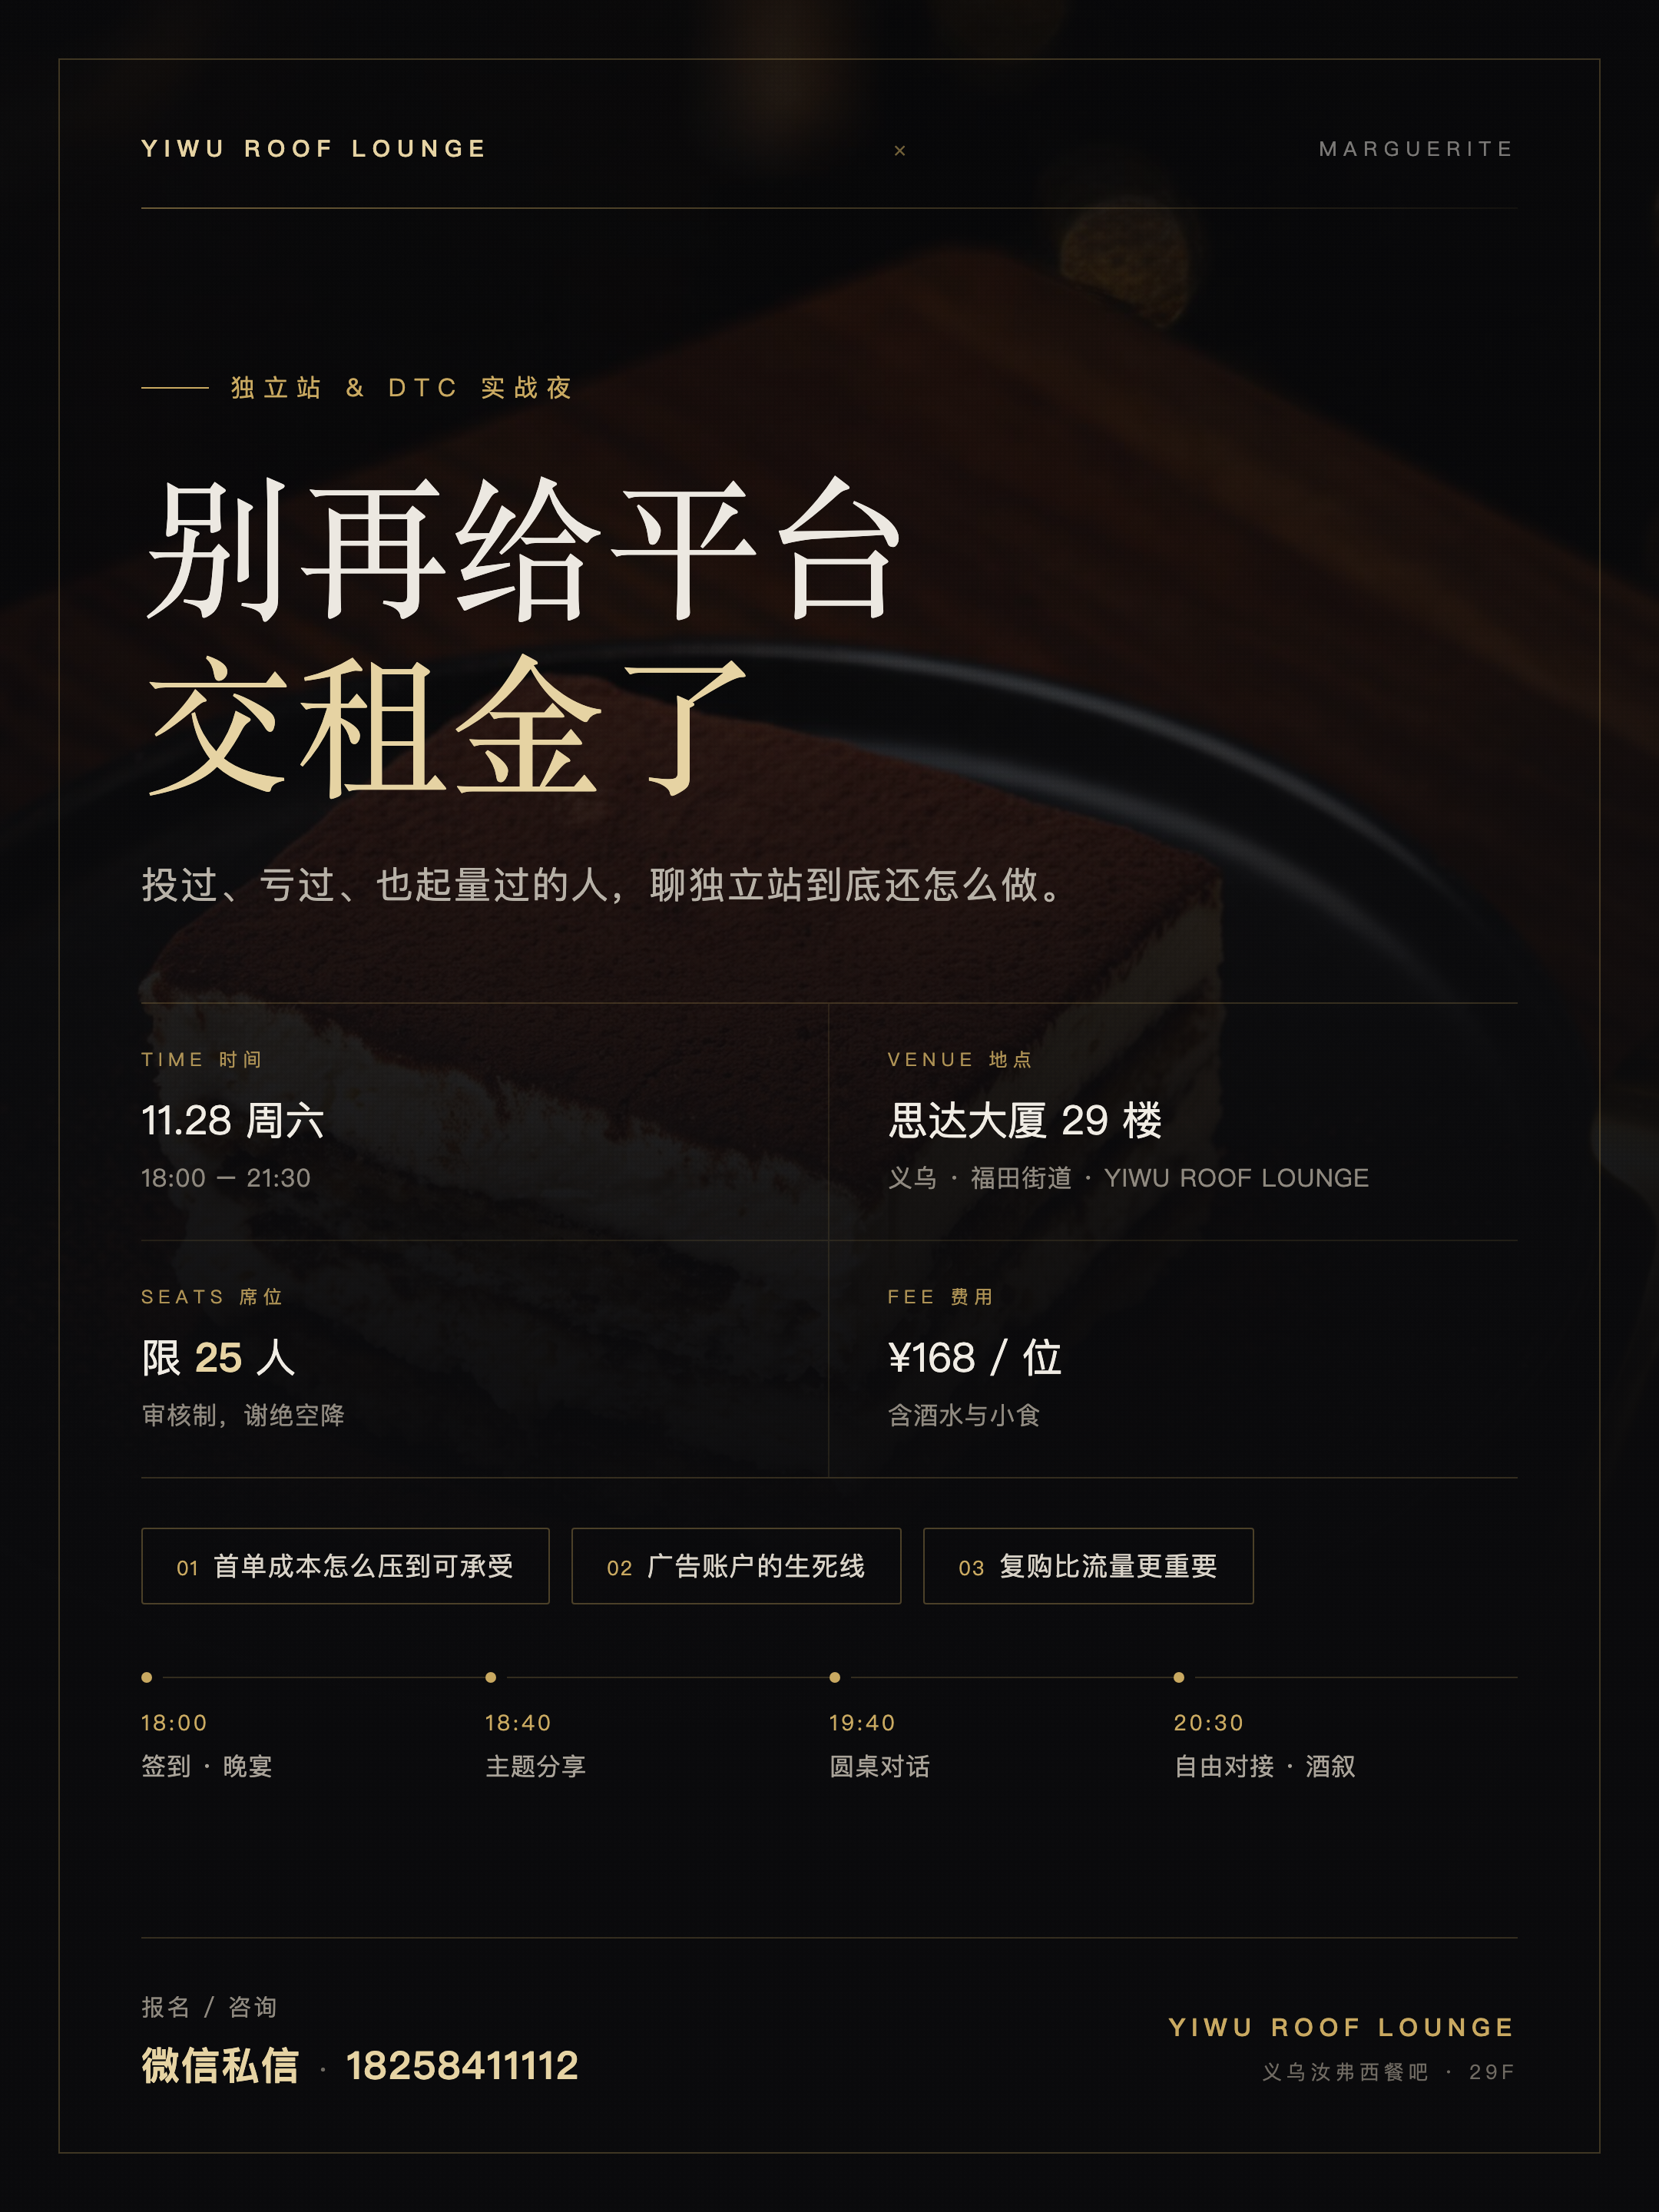 YIWU ROOF LOUNGE × MARGUERITE
独立站 & DTC 实战夜
别再给平台
交租金了
投过、亏过、也起量过的人，聊独立站到底还怎么做。
TIME 时间
11.28 周六
18:00 — 21:30
VENUE 地点
思达大厦 29 楼
义乌 · 福田街道 · YIWU ROOF LOUNGE
SEATS 席位
限 25 人
审核制，谢绝空降
FEE 费用
¥168 / 位
含酒水与小食
01 首单成本怎么压到可承受
02 广告账户的生死线
03 复购比流量更重要
18:00
签到 · 晚宴
18:40
主题分享
19:40
圆桌对话
20:30
自由对接 · 酒叙
报名 / 咨询
微信私信 · 18258411112
YIWU ROOF LOUNGE
义乌汝弗西餐吧 · 29F